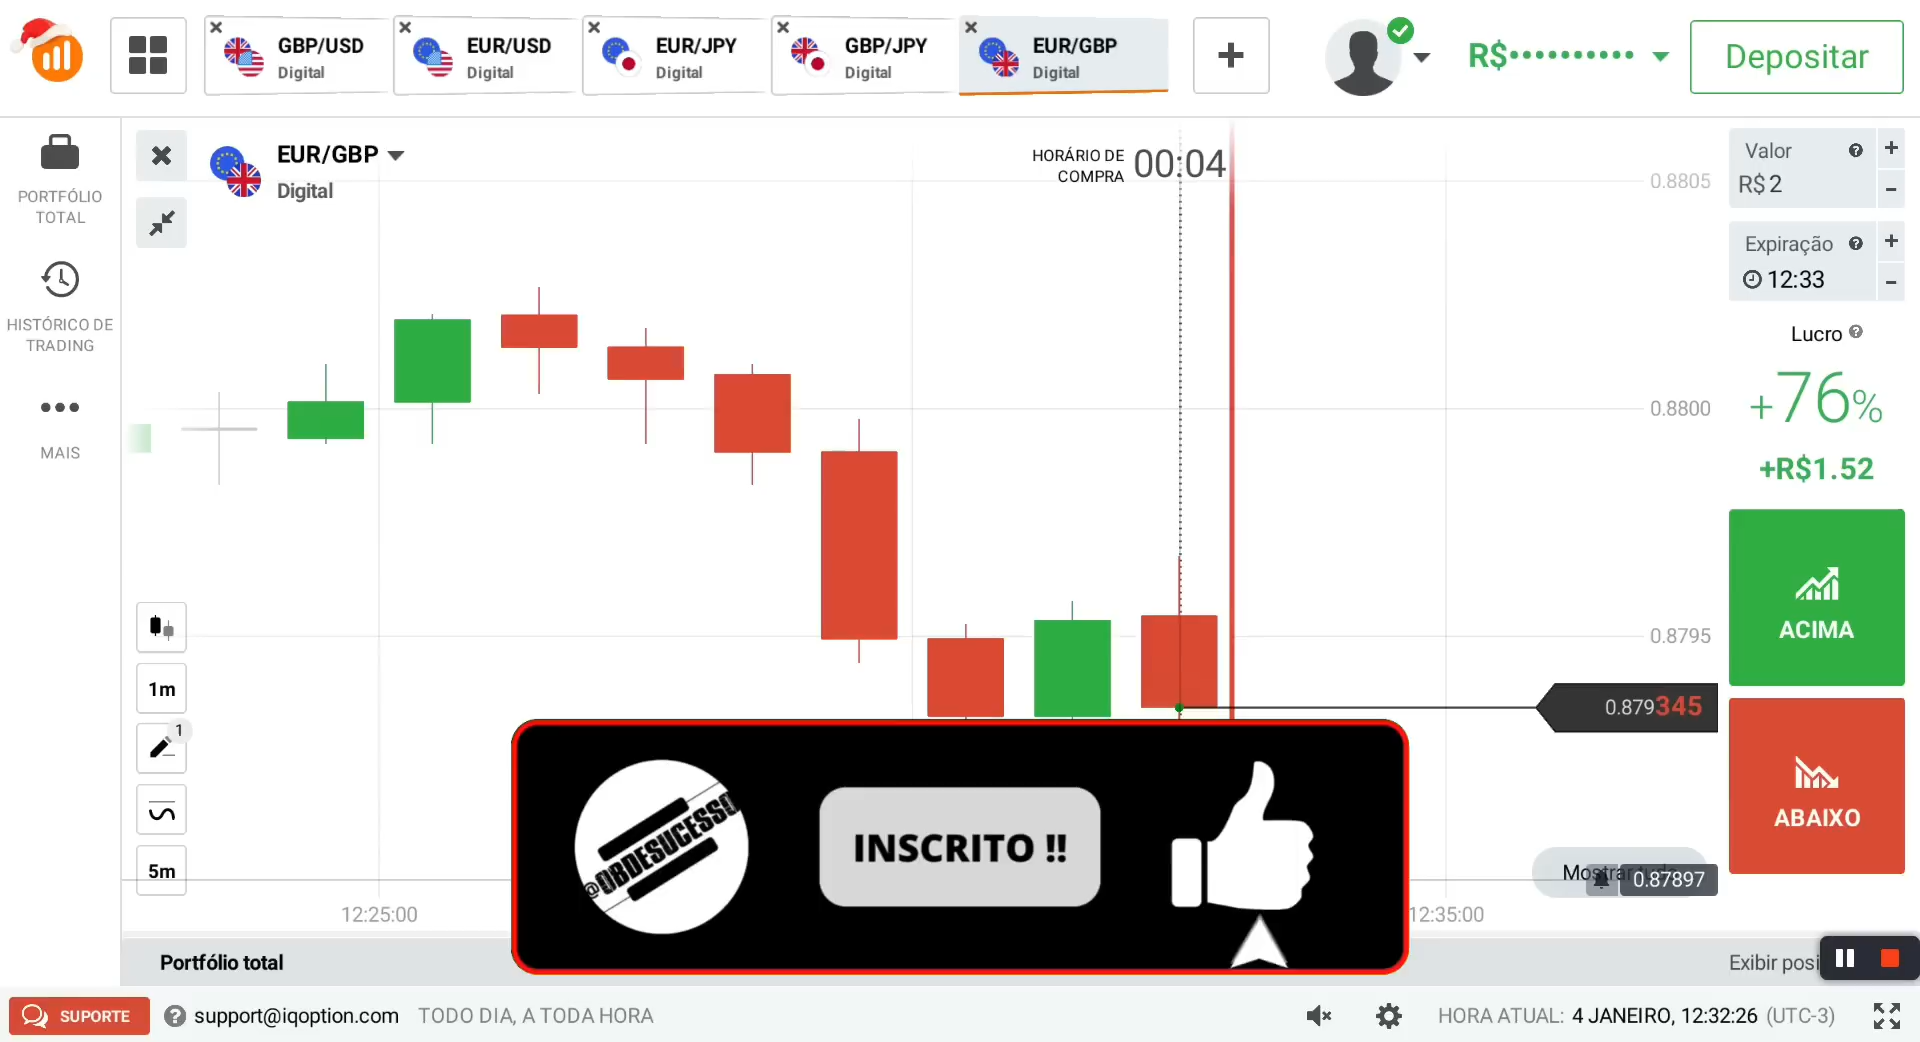 GBP/USD
Digital
EUR/USD
Digital
EUR/JPY
Digital
GBP/JPY
Digital
EUR/GBP
Digital
R$••••••••••
Depositar
PORTFÓLIO
TOTAL
HISTÓRICO DE
TRADING
MAIS
EUR/GBP
Digital
HORÁRIO DE
COMPRA
00:04
0.8805
0.8800
0.8795
0.879345
0.87897
Valor
R$ 2
Expiração
12:33
Lucro
+76%
+R$1.52
ACIMA
ABAIXO
1m
1
5m
@OBDESUCESSO
INSCRITO !!
12:25:00
12:35:00
Portfólio total
SUPORTE
support@iqoption.com
TODO DIA, A TODA HORA
HORA ATUAL: 4 JANEIRO, 12:32:26 (UTC-3)